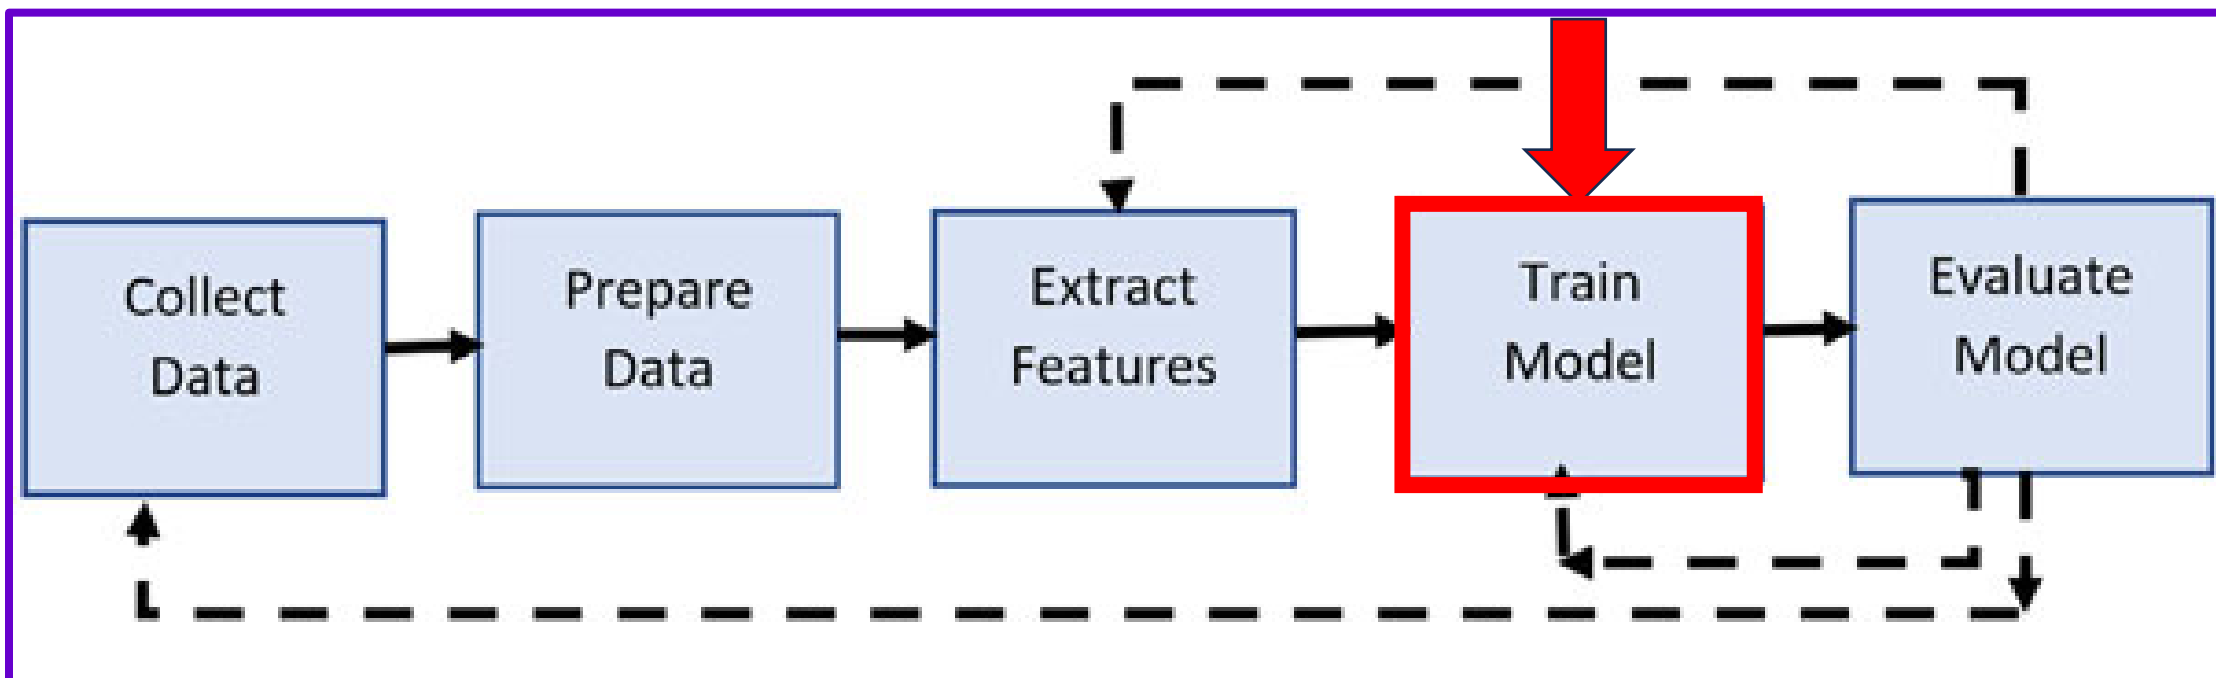 Collect
Data
Prepare
Data
Extract
Features
Train
Model
Evaluate
Model